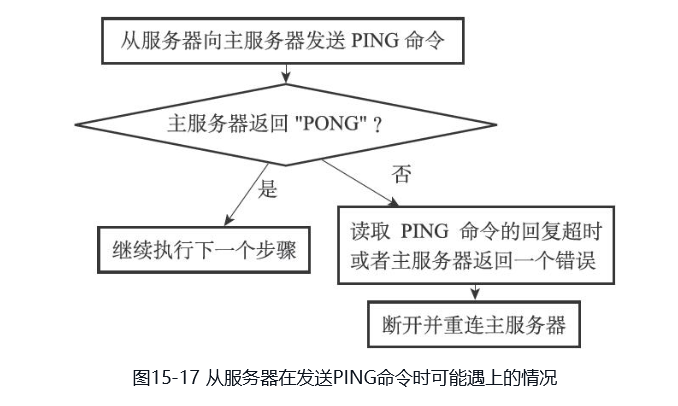 从服务器向主服务器发送 PING 命令
主服务器返回 "PONG" ？
是
否
继续执行下一个步骤
读取 PING 命令的回复超时
或者主服务器返回一个错误
断开并重连主服务器
图15-17 从服务器在发送PING命令时可能遇上的情况